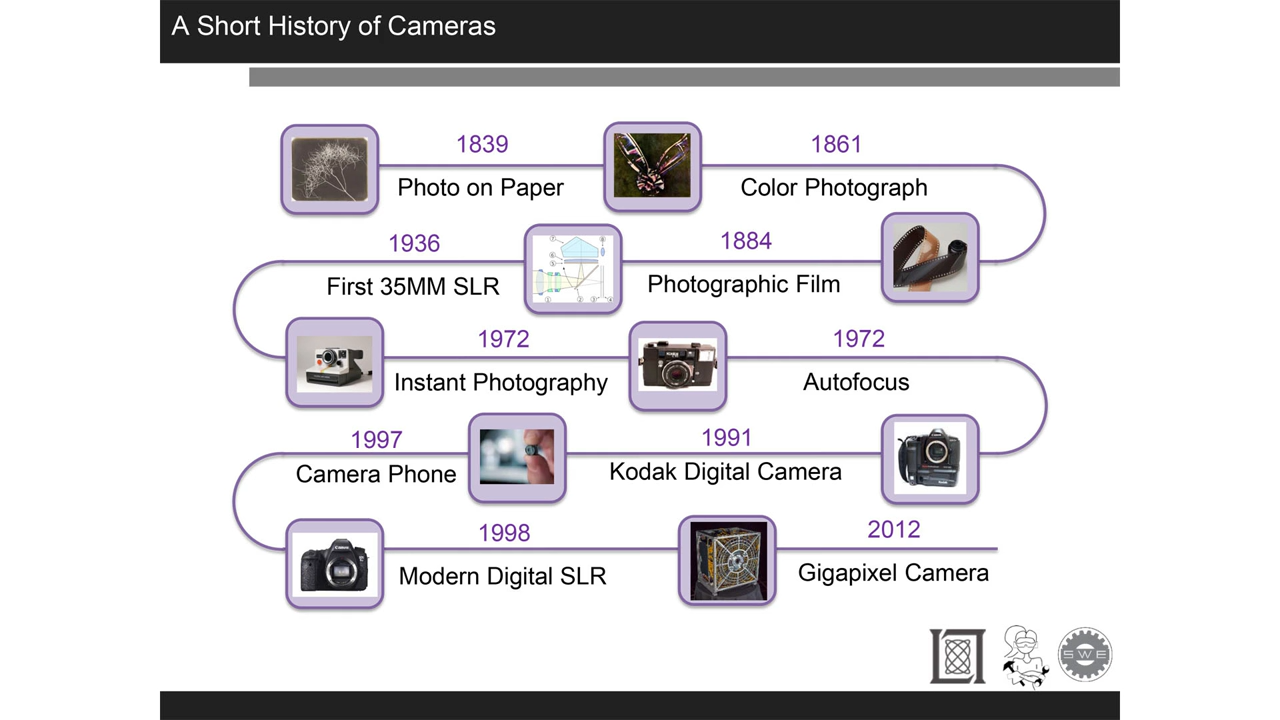 A Short History of Cameras
1839
Photo on Paper
1861
Color Photograph
1884
Photographic Film
1936
First 35MM SLR
1972
Instant Photography
1972
Autofocus
1991
Kodak Digital Camera
1997
Camera Phone
1998
Modern Digital SLR
2012
Gigapixel Camera
SWE